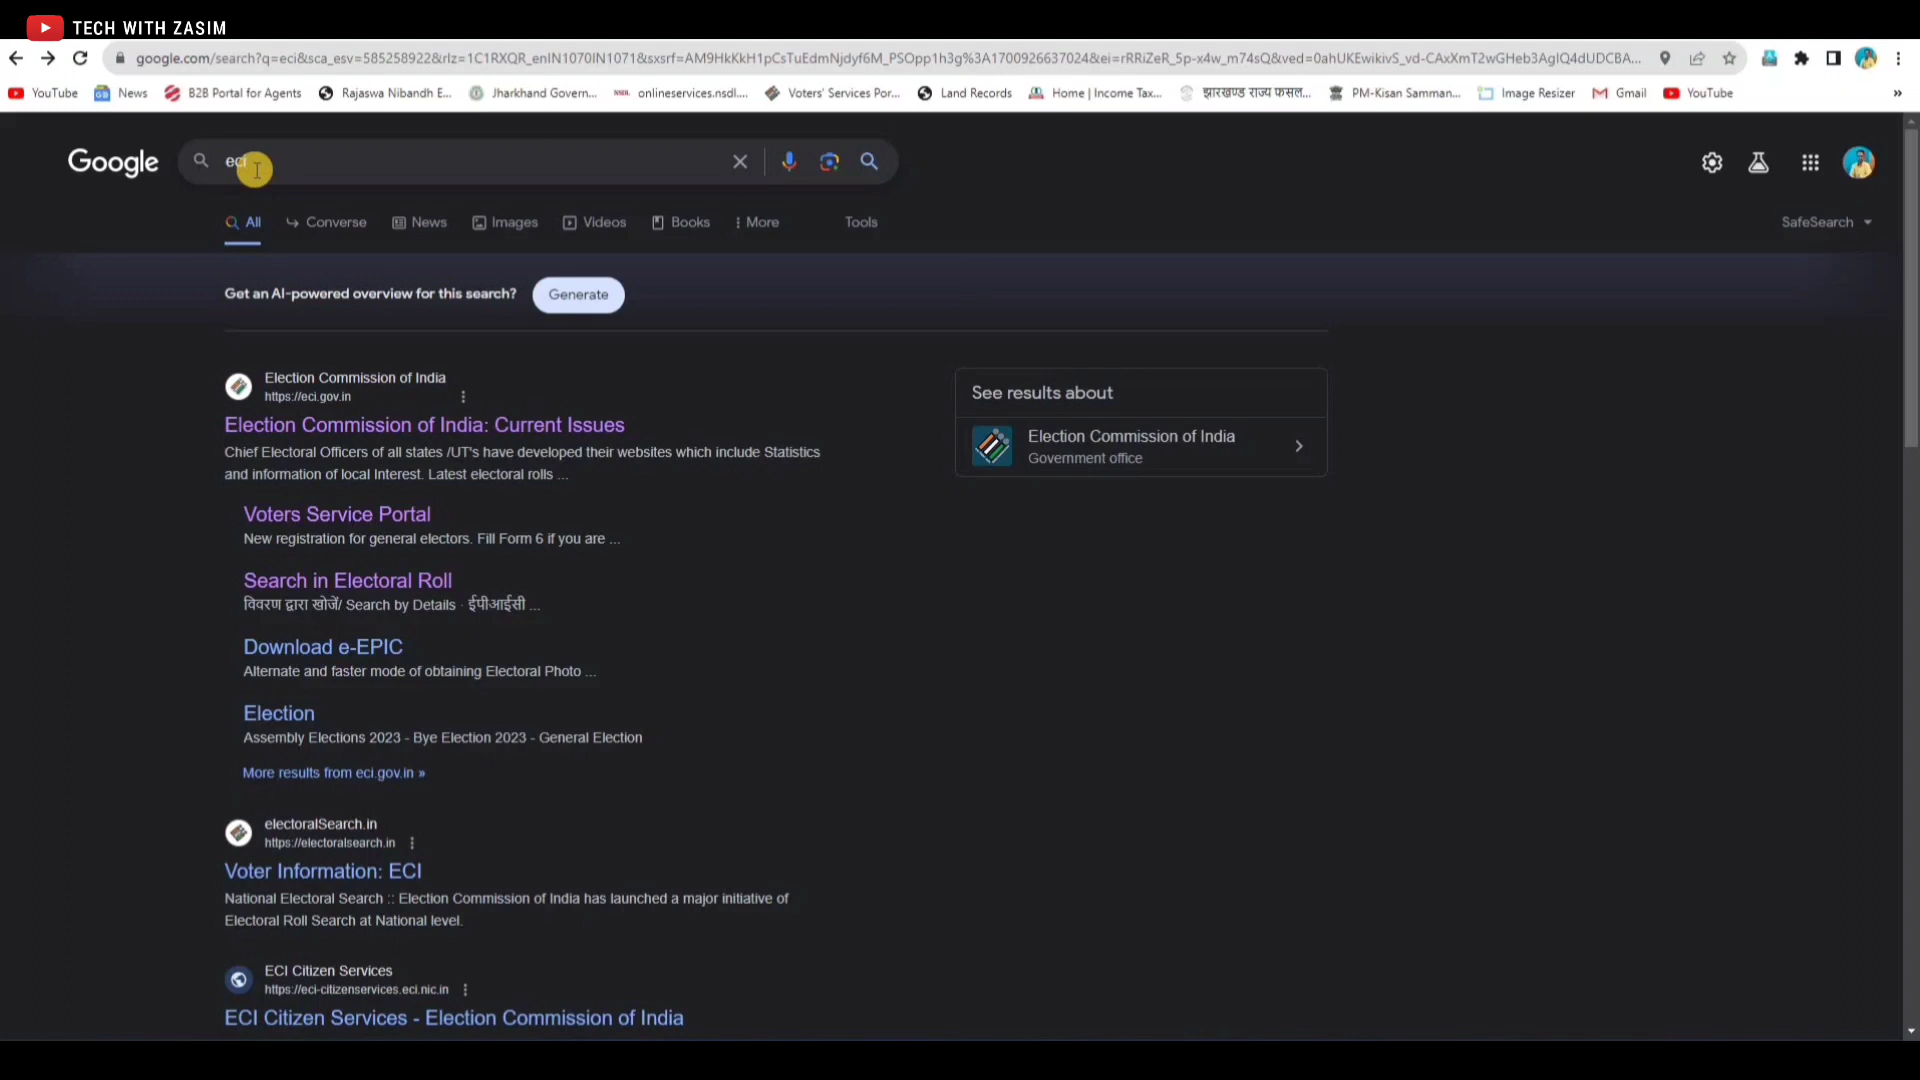 TECH WITH ZASIM
google.com/search?q=eci&sca_esv=585258922&rlz=1C1RXQR_enIN1070IN1071&sxsrf=AM9HkKkH1pCsTuEdmNjdyf6M_PSOpp1h3g%3A1700926637024&ei=rRRiZeR_5p-x4w_m74sQ&ved=0ahUKEwikivS_vd-CAxXmT2wGHeb3AgIQ4dUDCBA...
YouTube News B2B Portal for Agents Rajaswa Nibandh E... Jharkhand Govern... onlineservices.nsdl.... Voters' Services Por... Land Records Home | Income Tax... झारखण्ड राज्य फसल... PM-Kisan Samman... Image Resizer Gmail YouTube »
Google eci
All Converse News Images Videos Books More Tools SafeSearch
Get an AI-powered overview for this search? Generate
Election Commission of India
https://eci.gov.in
Election Commission of India: Current Issues
Chief Electoral Officers of all states /UT's have developed their websites which include Statistics
and information of local Interest. Latest electoral rolls ...
See results about
Election Commission of India
Government office
Voters Service Portal
New registration for general electors. Fill Form 6 if you are ...
Search in Electoral Roll
विवरण द्वारा खोजें/ Search by Details · ईपीआईसी ...
Download e-EPIC
Alternate and faster mode of obtaining Electoral Photo ...
Election
Assembly Elections 2023 - Bye Election 2023 - General Election
More results from eci.gov.in »
electoralSearch.in
https://electoralsearch.in
Voter Information: ECI
National Electoral Search :: Election Commission of India has launched a major initiative of
Electoral Roll Search at National level.
ECI Citizen Services
https://eci-citizenservices.eci.nic.in
ECI Citizen Services - Election Commission of India